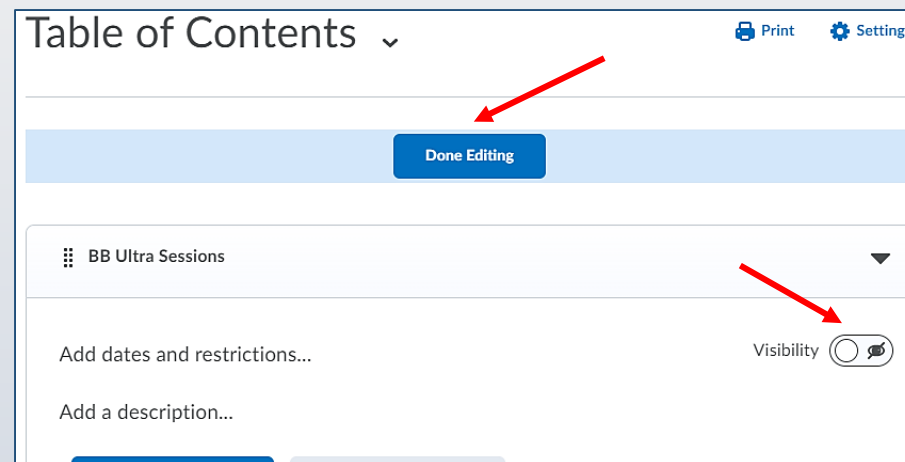 Table of Contents
Print
Setting
Done Editing
BB Ultra Sessions
Add dates and restrictions...
Visibility
Add a description...